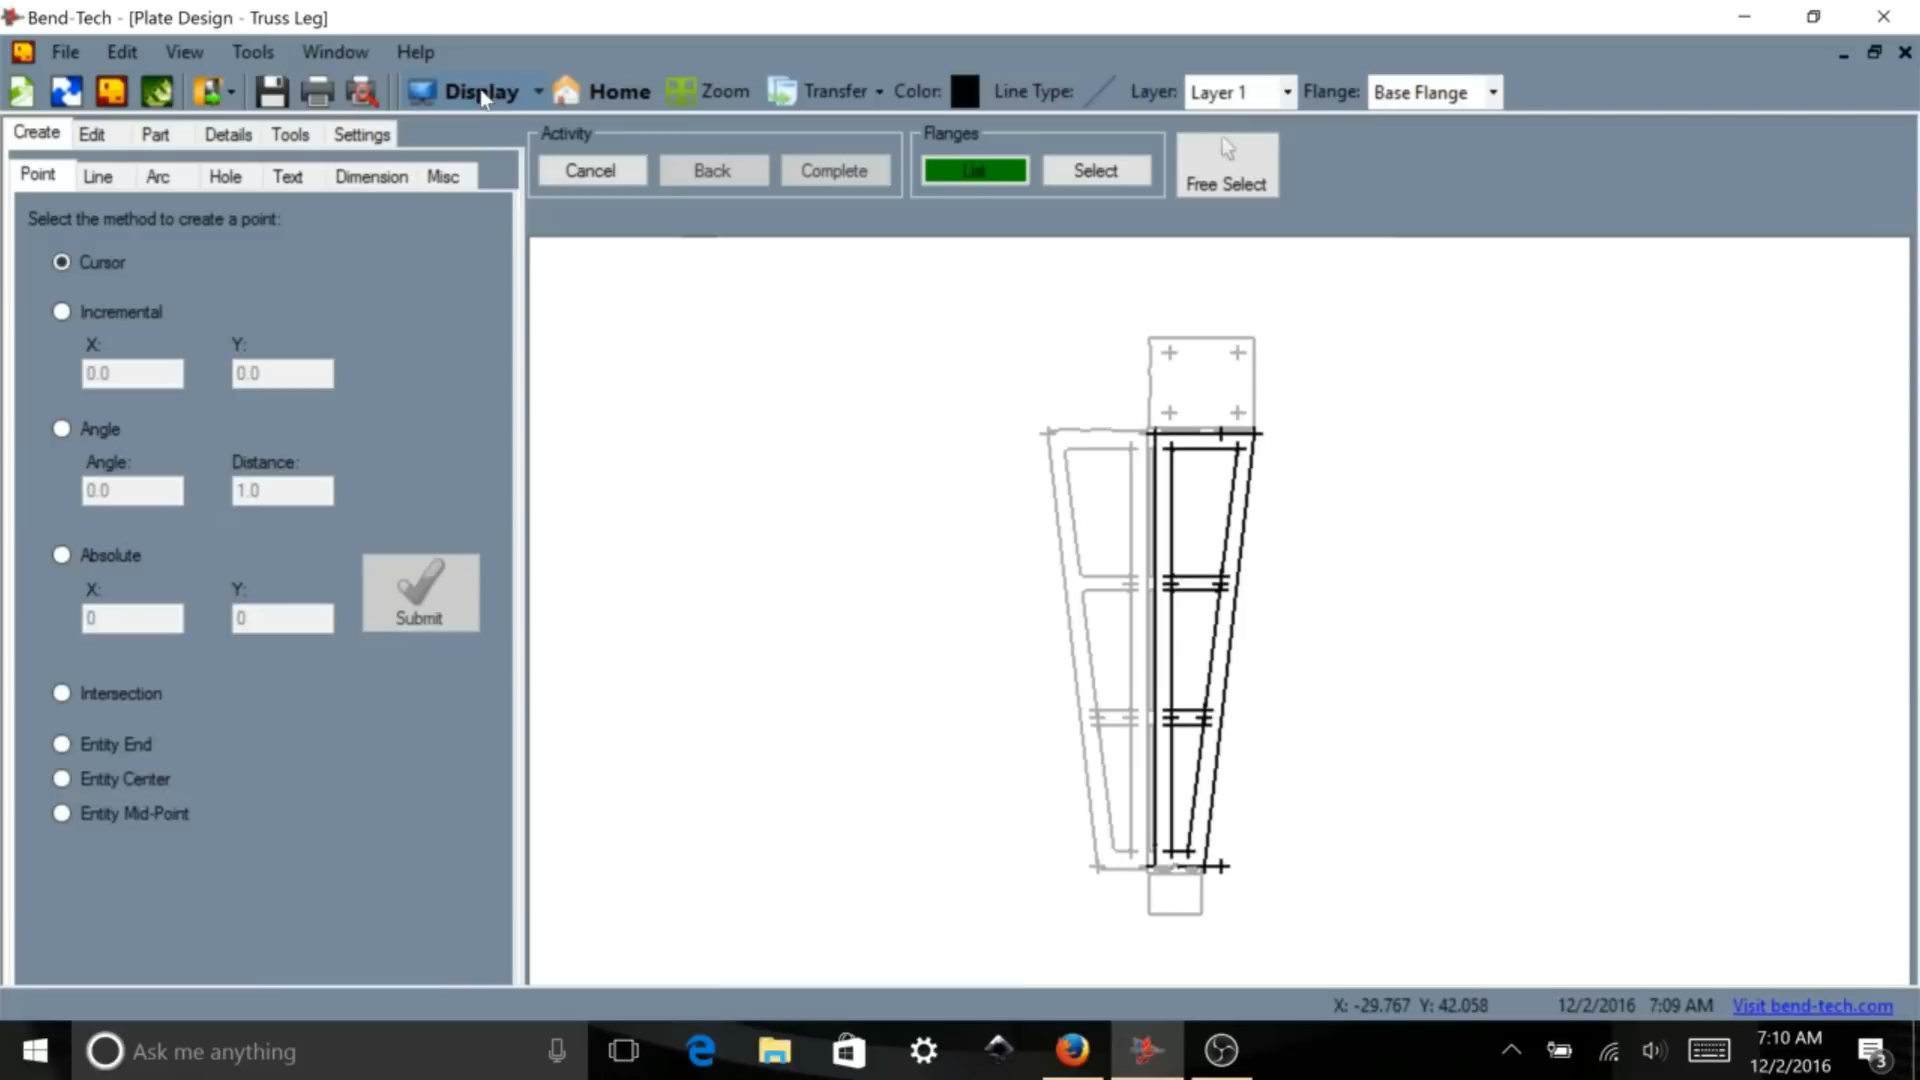 Bend-Tech - [Plate Design - Truss Leg]
File Edit View Tools Window Help
Display Home Zoom Transfer Color: Line Type: Layer: Layer 1 Flange: Base Flange
Create Edit Part Details Tools Settings
Point Line Arc Hole Text Dimension Misc
Select the method to create a point:
Cursor
Incremental
X: Y:
0.0 0.0
Angle
Angle: Distance:
0.0 1.0
Absolute
X: Y:
0 0
Submit
Intersection
Entity End
Entity Center
Entity Mid-Point
Activity
Cancel Back Complete
Flanges
List Select
Free Select
X: -29.767 Y: 42.058 12/2/2016 7:09 AM Visit bend-tech.com
Ask me anything
7:10 AM
12/2/2016
3